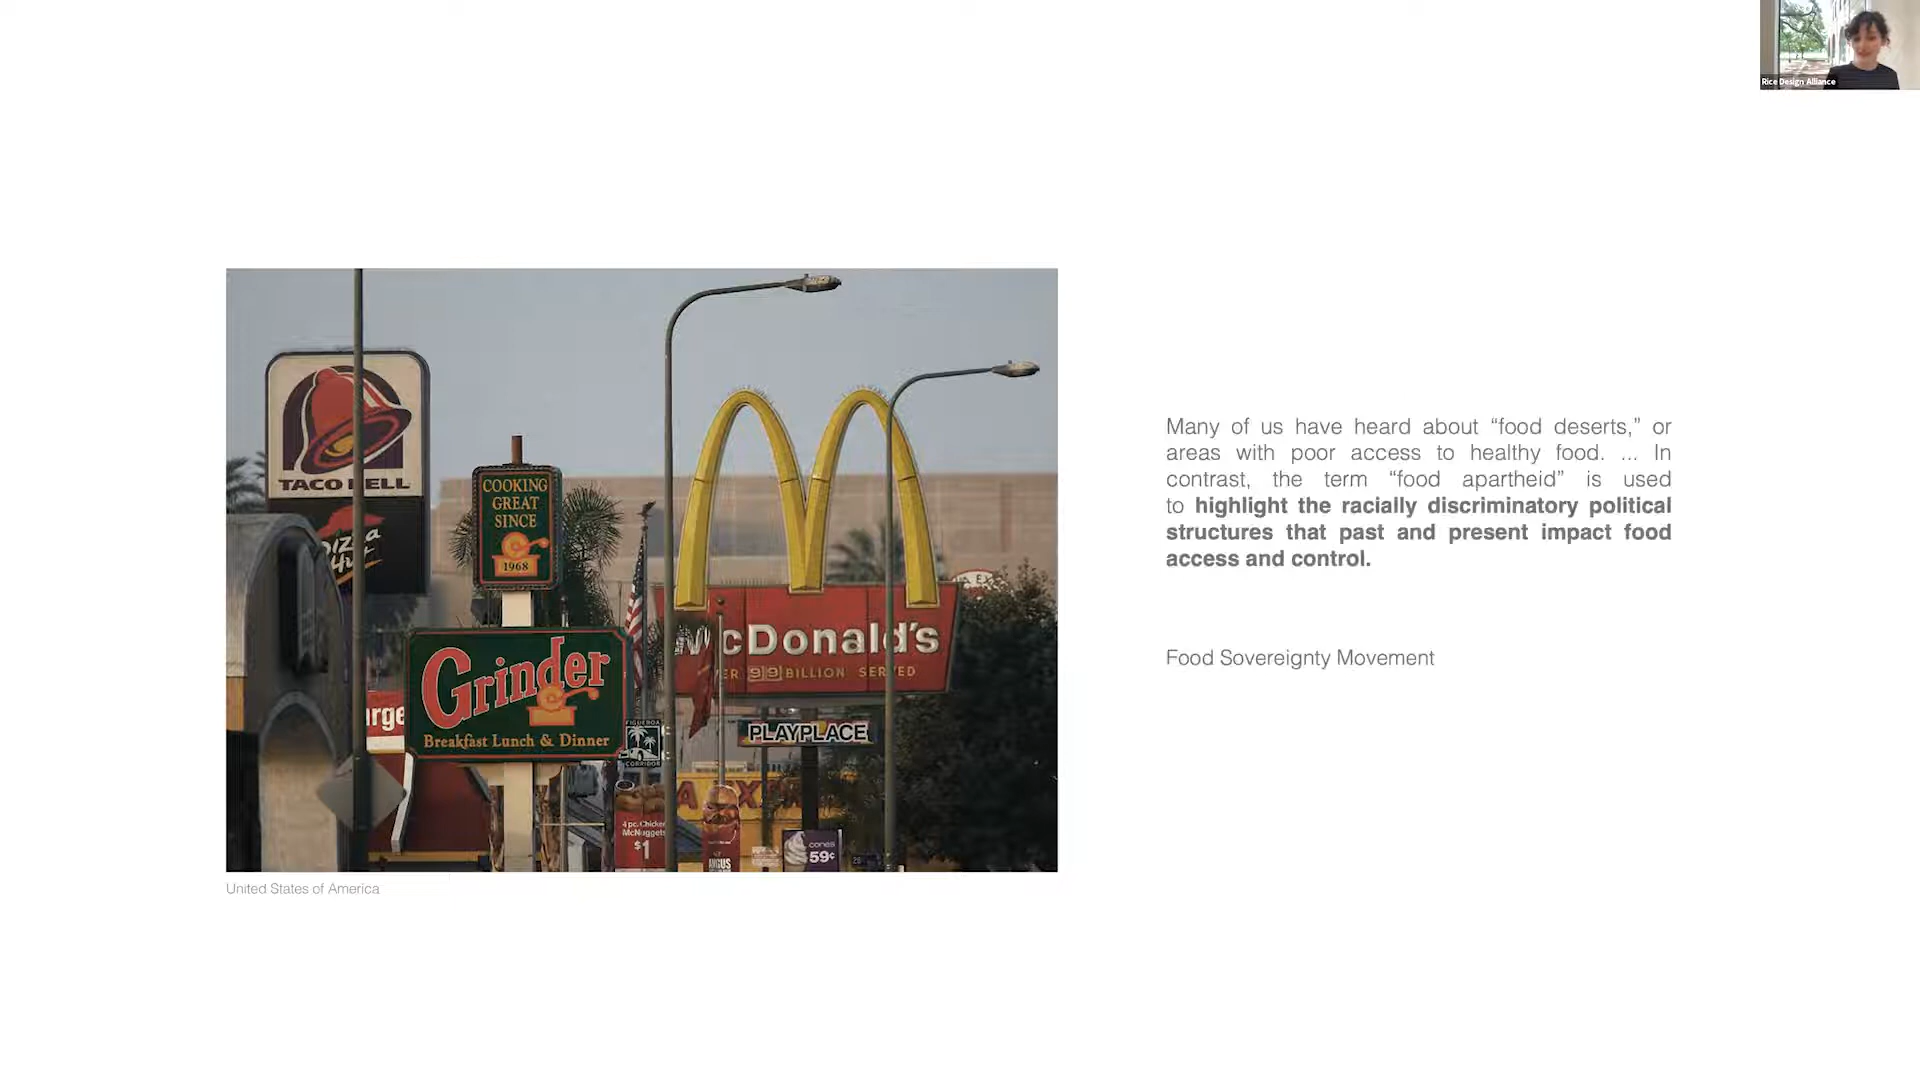 Rice Design Alliance
TACO BELL
Pizza
Hut
COOKING
GREAT
SINCE
1968
Grinder
Breakfast Lunch & Dinner
FIGUEROA
CORRIDOR
McDonald's
99 BILLION SERVED
PLAYPLACE
4 pc. Chicken
McNuggets
$1
ANGUS
cones
59¢
United States of America
Many of us have heard about “food deserts,” or
areas with poor access to healthy food. ... In
contrast, the term “food apartheid” is used
to highlight the racially discriminatory political
structures that past and present impact food
access and control.
Food Sovereignty Movement